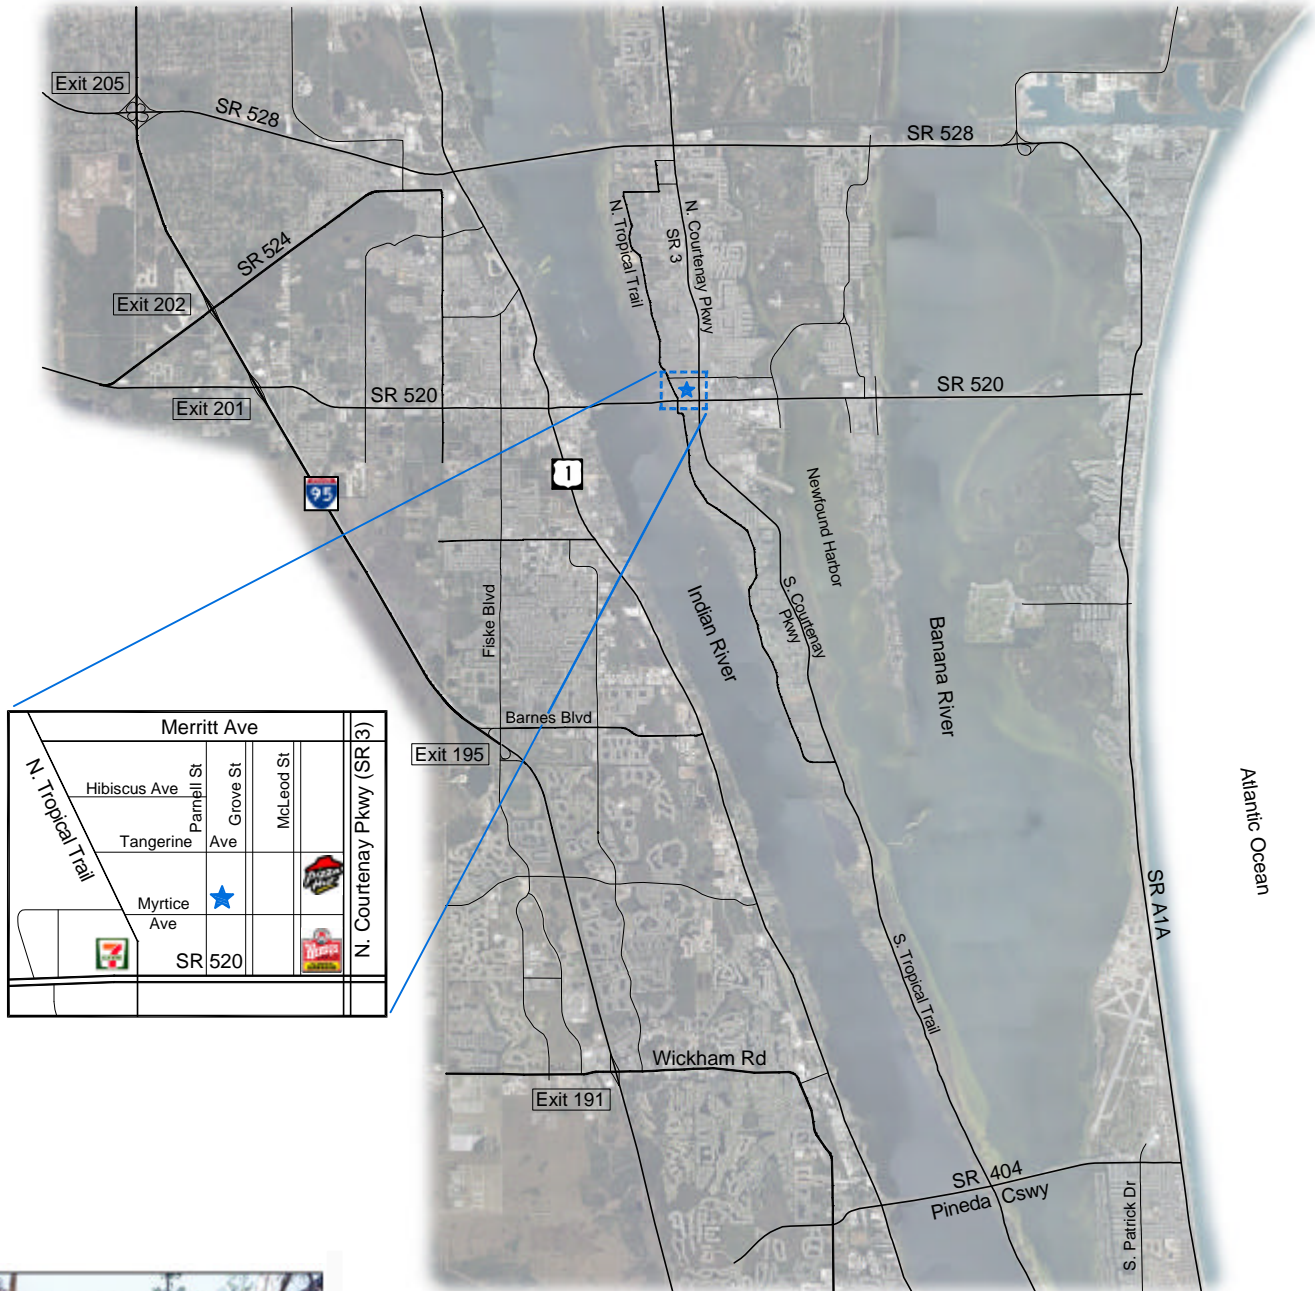 Exit 205
SR 528
SR 528
SR 524
N. Tropical Trail
N. Courtenay Pkwy
SR 3
Exit 202
SR 520
SR 520
Exit 201
95
1
Newfound Harbor
Fiske Blvd
Indian River
S. Courtenay
Pkwy
Banana River
Barnes Blvd
Exit 195
Atlantic Ocean
Merritt Ave
N. Tropical Trail
Hibiscus Ave
Parnell St
Grove St
McLeod St
N. Courtenay Pkwy (SR 3)
Tangerine Ave
Pizza
Hut
Myrtice
Ave
7
SR 520
SR A1A
S. Tropical Trail
Wickham Rd
Exit 191
SR 404
Pineda Cswy
S. Patrick Dr